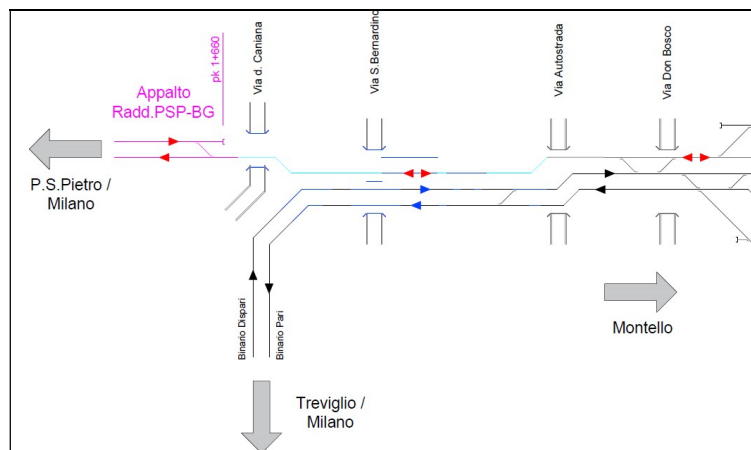 pk 1+660
Via d. Caniana
Via S.Bernardino
Via Autostrada
Via Don Bosco
Appalto
Radd.PSP-BG
P.S.Pietro /
Milano
Binario Dispari
Binario Pari
Montello
Treviglio /
Milano